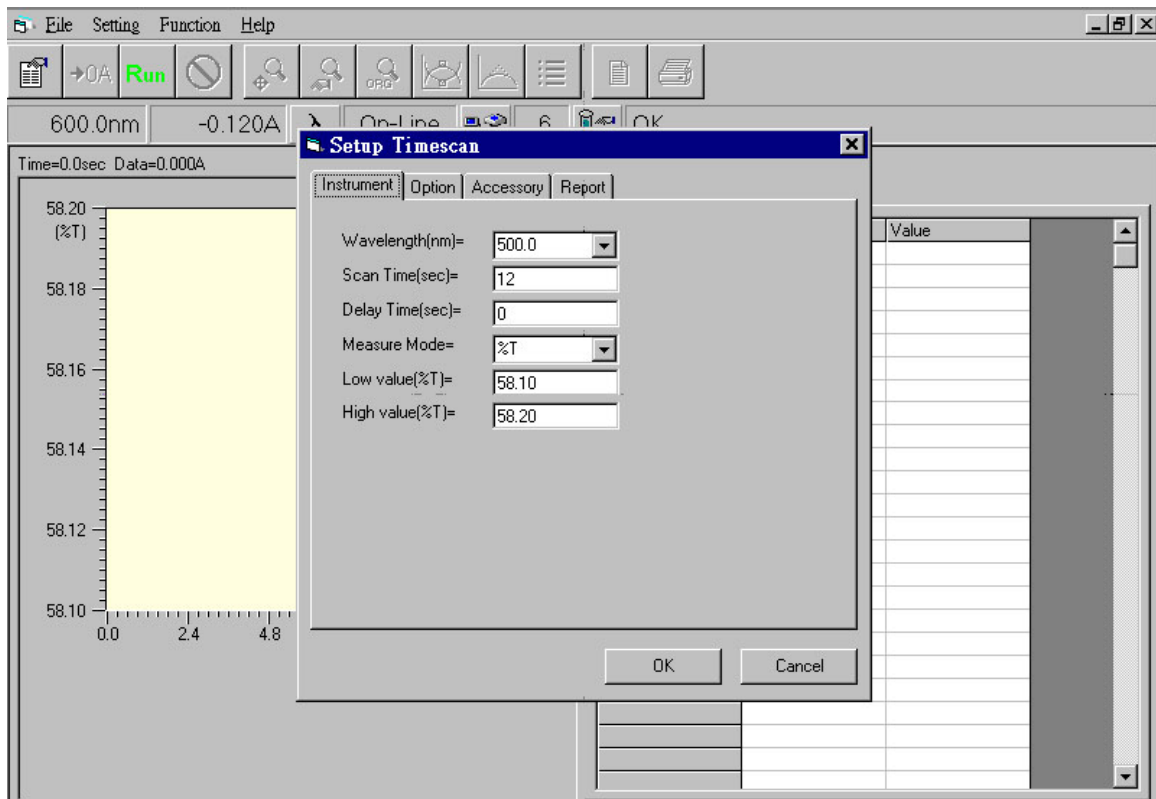 File Setting Function Help
→0A Run ORG
600.0nm -0.120A λ On-Line 6 OK
Time=0.0sec Data=0.000A
58.20
(%T)
58.18
58.16
58.14
58.12
58.10
0.0 2.4 4.8
Setup Timescan
Instrument Option Accessory Report
Wavelength(nm)= 500.0
Scan Time(sec)= 12
Delay Time(sec)= 0
Measure Mode= %T
Low value(%T)= 58.10
High value(%T)= 58.20
OK Cancel
Value